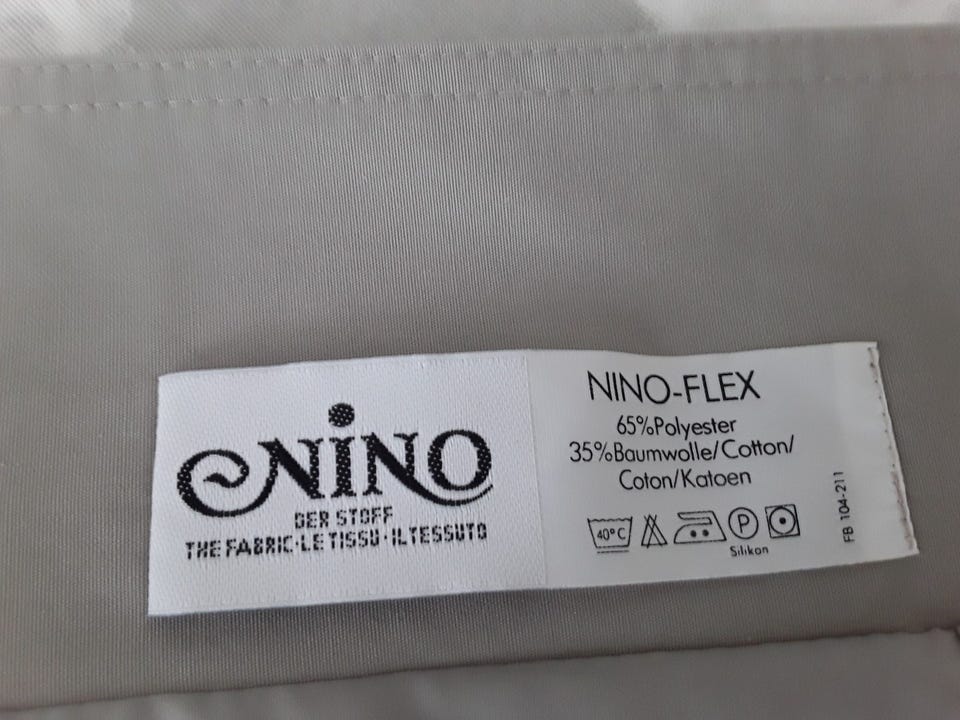 NiNO
DER STOFF
THE FABRIC·LE TISSU·IL TESSUTO
NINO-FLEX
65%Polyester
35%Baumwolle/Cotton/
Coton/Katoen
40°C P
Silikon
FB 104-211